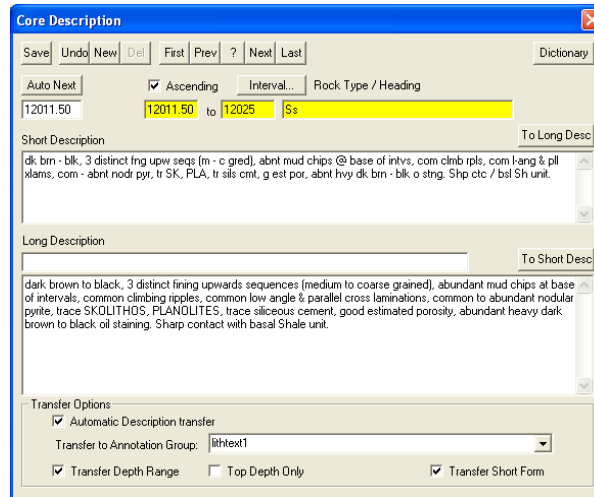 Core Description
Save Undo New Del First Prev ? Next Last Dictionary
Auto Next Ascending Interval... Rock Type / Heading
12011.50 12011.50 to 12025 Ss
To Long Desc
Short Description
dk brn - blk, 3 distinct fng upw seqs (m - c gred), abnt mud chips @ base of intvs, com clmb rpls, com l-ang & pll
xlams, com - abnt nodr pyr, tr SK, PLA, tr sils cmt, g est por, abnt hvy dk brn - blk o stng. Shp ctc / bsl Sh unit.
Long Description
To Short Desc
dark brown to black, 3 distinct fining upwards sequences (medium to coarse grained), abundant mud chips at base
of intervals, common climbing ripples, common low angle & parallel cross laminations, common to abundant nodular
pyrite, trace SKOLITHOS, PLANOLITES, trace siliceous cement, good estimated porosity, abundant heavy dark
brown to black oil staining. Sharp contact with basal Shale unit.
Transfer Options
Automatic Description transfer
Transfer to Annotation Group: lithtext1
Transfer Depth Range Top Depth Only Transfer Short Form